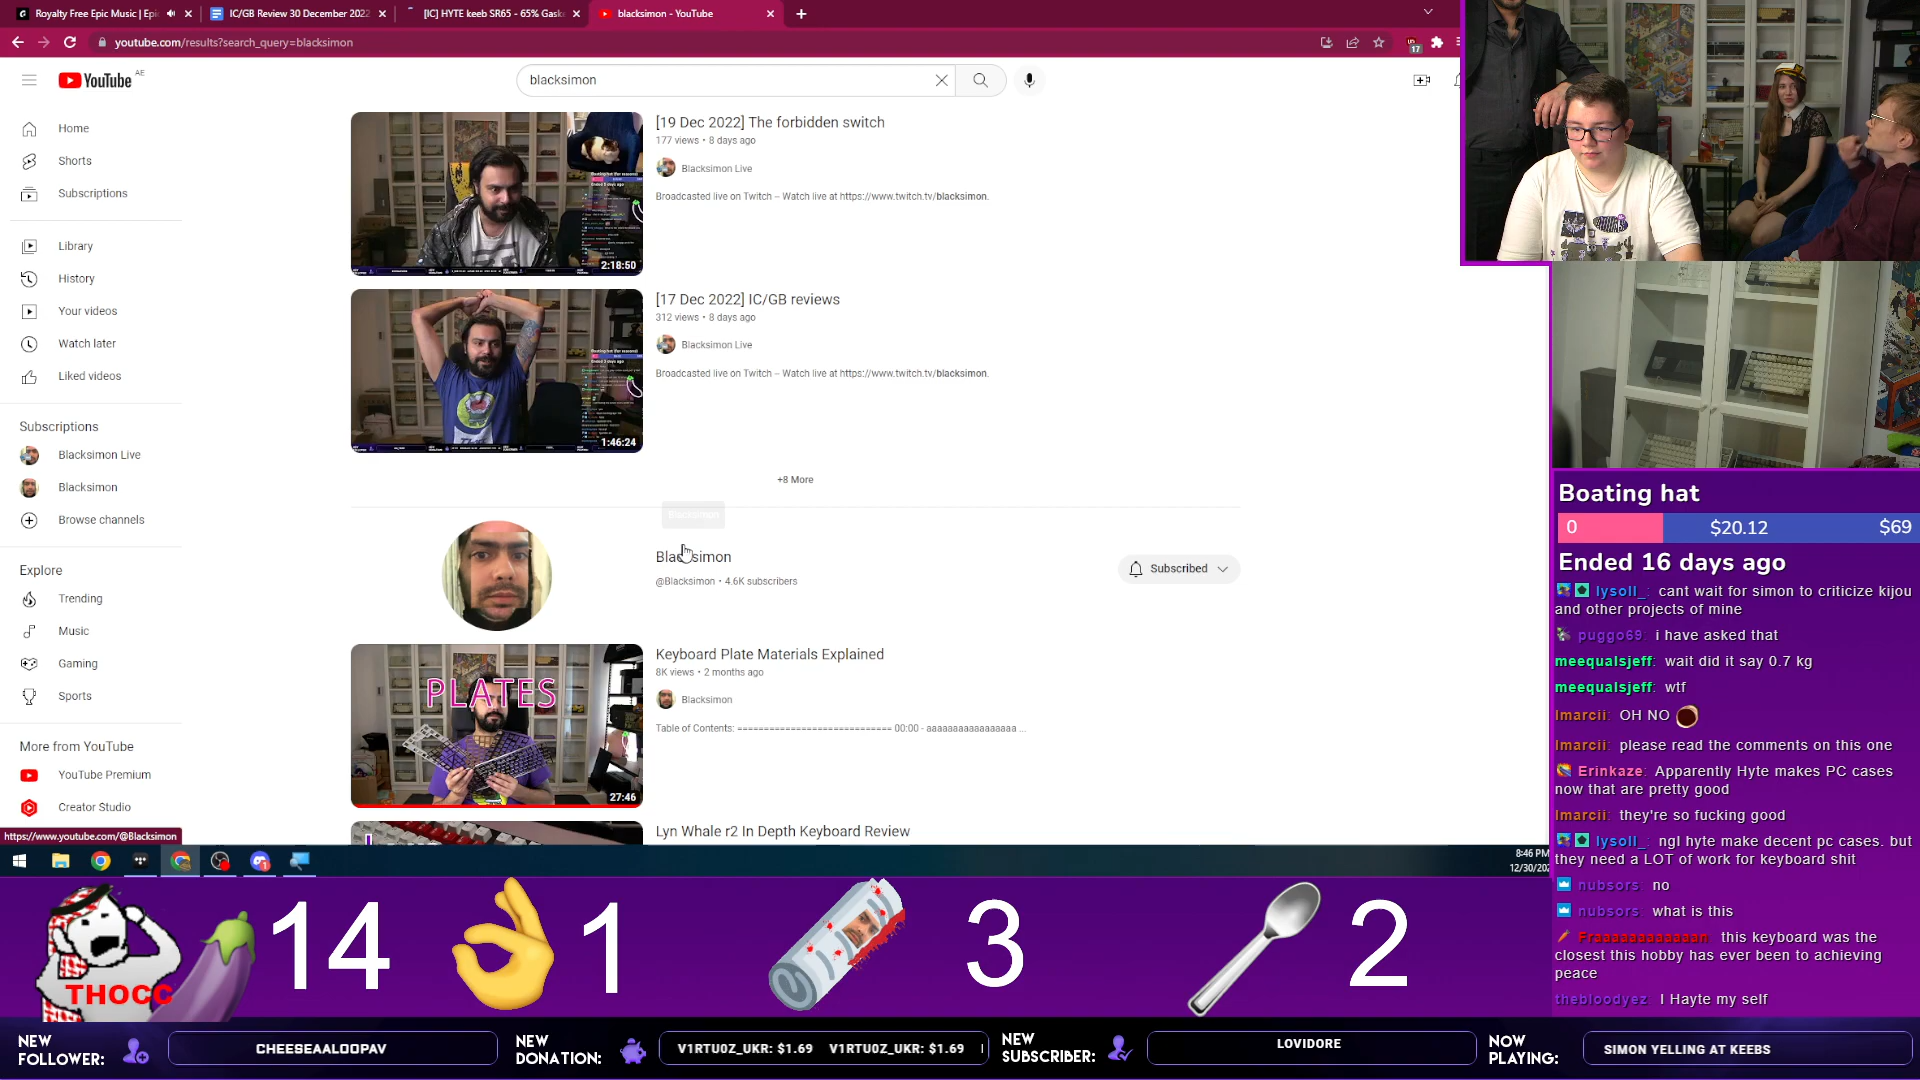 Royalty Free Epic Music | Epi
IC/GB Review 30 December 2022
[IC] HYTE keeb SR65 - 65% Gask
blacksimon - YouTube
youtube.com/results?search_query=blacksimon
17
YouTube AE
blacksimon
Home
Shorts
Subscriptions
Library
History
Your videos
Watch later
Liked videos
Subscriptions
Blacksimon Live
Blacksimon
Browse channels
Explore
Trending
Music
Gaming
Sports
More from YouTube
YouTube Premium
Creator Studio
https://www.youtube.com/@Blacksimon
[19 Dec 2022] The forbidden switch
177 views • 8 days ago
Blacksimon Live
Broadcasted live on Twitch -- Watch live at https://www.twitch.tv/blacksimon.
2:18:50
[17 Dec 2022] IC/GB reviews
312 views • 8 days ago
Blacksimon Live
Broadcasted live on Twitch -- Watch live at https://www.twitch.tv/blacksimon.
1:46:24
+8 More
Blacksimon
Blacksimon
@Blacksimon • 4.6K subscribers
Subscribed
PLATES
27:46
Keyboard Plate Materials Explained
8K views • 2 months ago
Blacksimon
Table of Contents: ============================ 00:00 - aaaaaaaaaaaaaaaaa ...
Lyn Whale r2 In Depth Keyboard Review
8:46 PM
12/30/202
Boating hat
0 $20.12 $69
Ended 16 days ago
lysoll_: cant wait for simon to criticize kijou
and other projects of mine
puggo69: i have asked that
meequalsjeff: wait did it say 0.7 kg
meequalsjeff: wtf
lmarcii: OH NO
lmarcii: please read the comments on this one
Erinkaze: Apparently Hyte makes PC cases
now that are pretty good
lmarcii: they're so fucking good
lysoll_: ngl hyte make decent pc cases. but
they need a LOT of work for keyboard shit
nubsors: no
nubsors: what is this
this keyboard was the
closest this hobby has ever been to achieving
peace
thebloodyez: I Hayte my self
THOCC
14
1
3
2
NEW FOLLOWER:
CHEESEAALOOPAV
NEW DONATION:
V1RTU0Z_UKR: $1.69 V1RTU0Z_UKR: $1.69
NEW SUBSCRIBER:
LOVIDORE
NOW PLAYING:
SIMON YELLING AT KEEBS